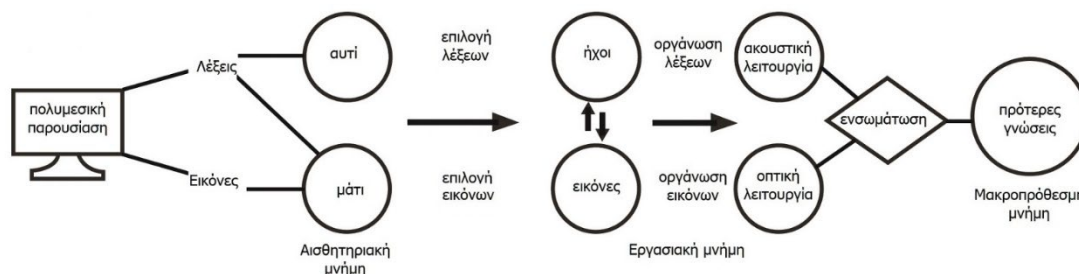 πολυμεσική
παρουσίαση
Λέξεις
Εικόνες
αυτί
μάτι
Αισθητηριακή
μνήμη
επιλογή
λέξεων
επιλογή
εικόνων
ήχοι
εικόνες
Εργασιακή μνήμη
οργάνωση
λέξεων
οργάνωση
εικόνων
ακουστική
λειτουργία
οπτική
λειτουργία
ενσωμάτωση
πρότερες
γνώσεις
Μακροπρόθεσμι
μνήμη